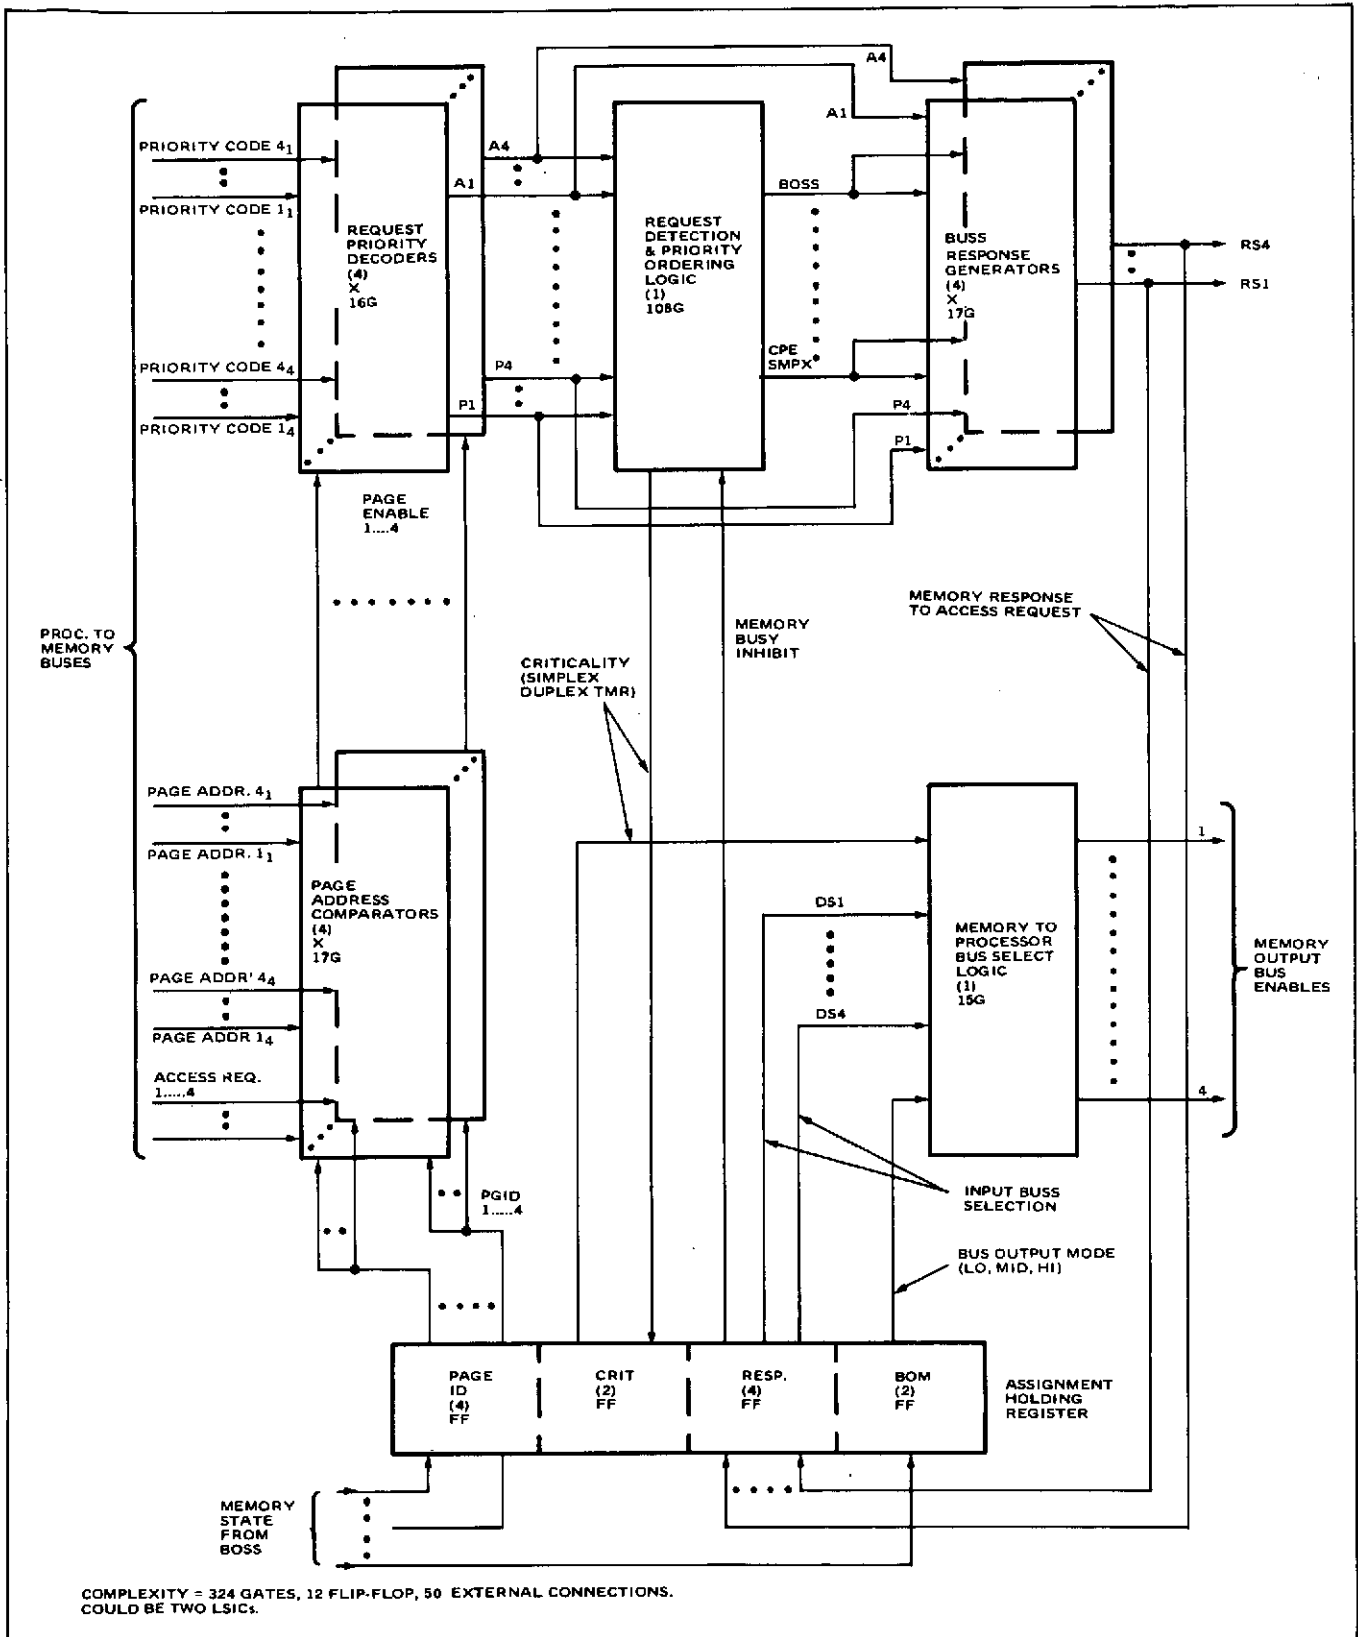 A4
A1
PRIORITY CODE 4₁
PRIORITY CODE 1₁
PRIORITY CODE 4₄
PRIORITY CODE 1₄
REQUEST
PRIORITY
DECODERS
(4)
X
16G
A4
A1
P4
P1
REQUEST
DETECTION
& PRIORITY
ORDERING
LOGIC
(1)
108G
BOSS
CPE
SMPX
P4
P1
BUSS
RESPONSE
GENERATORS
(4)
X
17G
RS4
RS1
PAGE
ENABLE
1....4
PROC. TO
MEMORY
BUSES
MEMORY
BUSY
INHIBIT
MEMORY RESPONSE
TO ACCESS REQUEST
CRITICALITY
(SIMPLEX
DUPLEX TMR)
PAGE ADDR. 4₁
PAGE ADDR. 1₁
PAGE ADDR' 4₄
PAGE ADDR 1₄
ACCESS REQ.
1.....4
PAGE
ADDRESS
COMPARATORS
(4)
X
17G
DS1
DS4
MEMORY TO
PROCESSOR
BUS SELECT
LOGIC
(1)
15G
1
4
MEMORY
OUTPUT
BUS
ENABLES
PGID
1.....4
INPUT BUSS
SELECTION
BUS OUTPUT MODE
(LO, MID, HI)
PAGE
ID
(4)
FF
CRIT
(2)
FF
RESP.
(4)
FF
BOM
(2)
FF
ASSIGNMENT
HOLDING
REGISTER
MEMORY
STATE
FROM
BOSS
COMPLEXITY = 324 GATES, 12 FLIP-FLOP, 50 EXTERNAL CONNECTIONS.
COULD BE TWO LSICs.